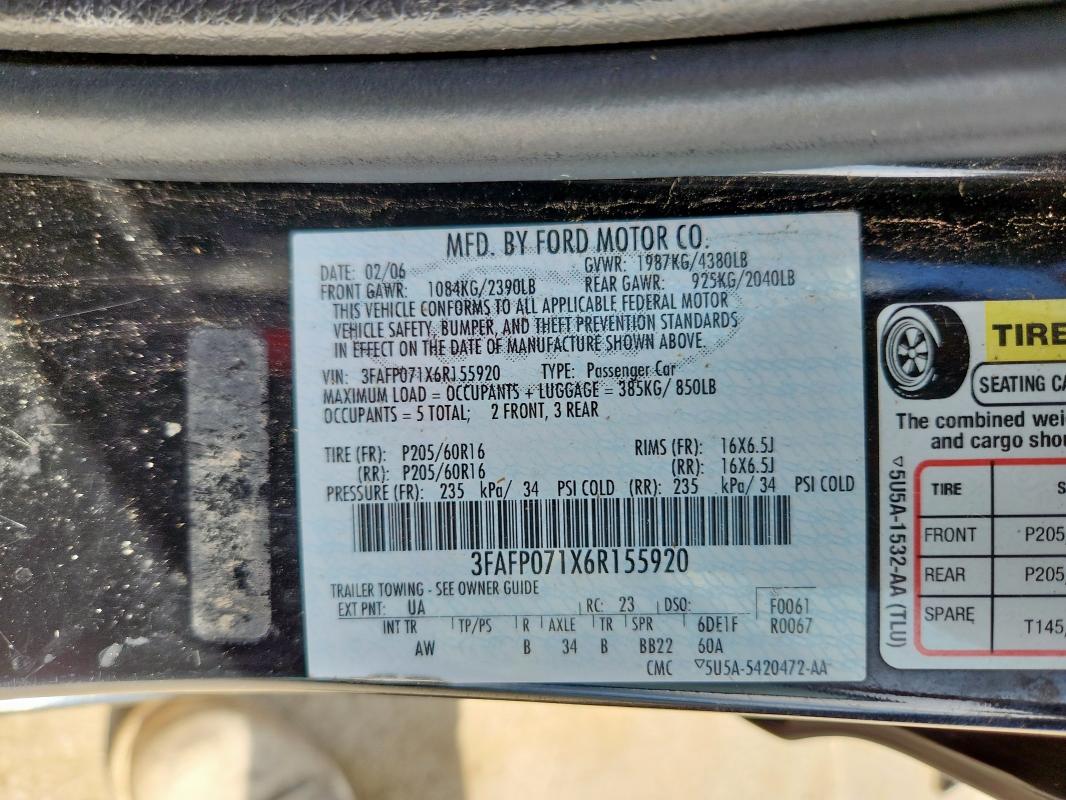 MFD. BY FORD MOTOR CO.
DATE: 02/06 GVWR: 1987KG/4380LB
FRONT GAWR: 1084KG/2390LB REAR GAWR: 925KG/2040LB
THIS VEHICLE CONFORMS TO ALL APPLICABLE FEDERAL MOTOR
VEHICLE SAFETY, BUMPER, AND THEFT PREVENTION STANDARDS
IN EFFECT ON THE DATE OF MANUFACTURE SHOWN ABOVE.
VIN: 3FAFP071X6R155920 TYPE: Passenger Car
MAXIMUM LOAD = OCCUPANTS + LUGGAGE = 385KG/ 850LB
OCCUPANTS = 5 TOTAL; 2 FRONT, 3 REAR
TIRE (FR): P205/60R16 RIMS (FR): 16X6.5J
(RR): P205/60R16 (RR): 16X6.5J
PRESSURE (FR): 235 kPa/ 34 PSI COLD (RR): 235 kPa/ 34 PSI COLD
3FAFP071X6R155920
TRAILER TOWING - SEE OWNER GUIDE
EXT PNT: UA RC: 23 DSO: F0061
INT TR TP/PS R AXLE TR SPR 6DE1F R0067
AW B 34 B BB22 60A
CMC ▽5U5A-5420472-AA
TIRE
SEATING CA
The combined wei
and cargo shou
▽5U5A-1532-AA (TLU)
TIRE S
FRONT P205/
REAR P205/
SPARE T145/